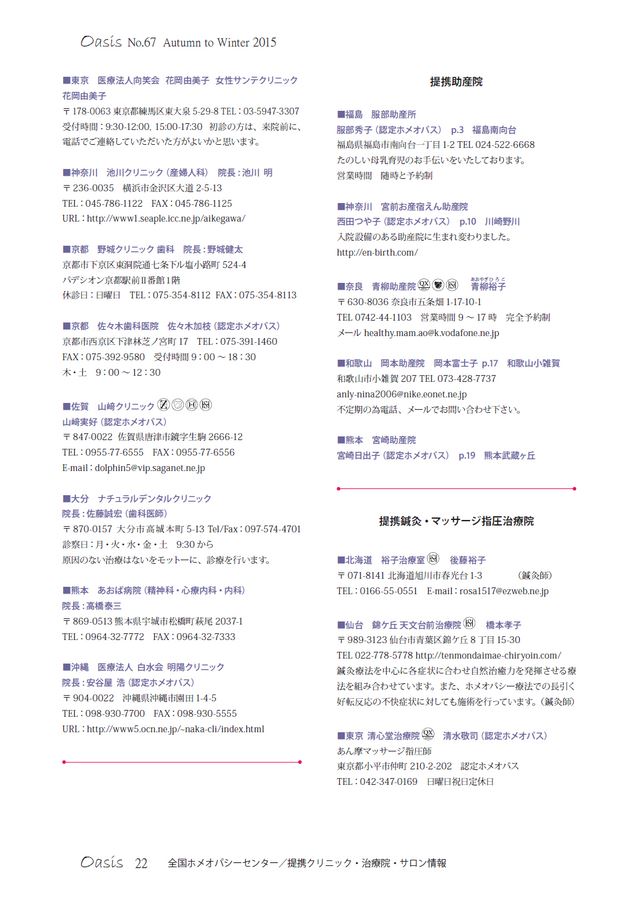 Oasis No.67 Autumn to Winter 2015
■東京　医療法人向笑会　花岡由美子　女性サンテクリニック
花岡由美子
〒178-0063 東京都練馬区東大泉 5-29-8 TEL：03-5947-3307
受付時間：9:30-12:00, 15:00-17:30　初診の方は、来院前に、
電話でご連絡していただいた方がよいかと思います。
■神奈川　池川クリニック（産婦人科）　院長：池川 明
〒236-0035　横浜市金沢区大道 2-5-13
TEL：045-786-1122　FAX：045-786-1125
URL：http://www1.seaple.icc.ne.jp/aikegawa/
■京都　野城クリニック 歯科　院長：野城健太
京都市下京区東洞院通七条下ル塩小路町 524-4
パデシオン京都駅前Ⅱ番館 1階
休診日：日曜日　TEL：075-354-8112 FAX：075-354-8113
■京都　佐々木歯科医院　佐々木加枝（認定ホメオパス）
京都市西京区下津林芝ノ宮町 17　TEL：075-391-1460
FAX：075-392-9580　受付時間 9：00 〜 18：30
木・土　9：00 〜 12：30
■佐賀　山﨑クリニック
山﨑実好（認定ホメオパス）
〒847-0022 佐賀県唐津市鏡字生駒 2666-12
TEL：0955-77-6555　FAX：0955-77-6556
E-mail：dolphin5@vip.saganet.ne.jp
■大分　ナチュラルデンタルクリニック
院長：佐藤誠宏（歯科医師）
〒870-0157 大分市高城本町 5-13 Tel/Fax：097-574-4701
診察日：月・火・水・金・土　9:30 から
原因のない治療はないをモットーに、診療を行います。
■熊本　あおば病院（精神科・心療内科・内科）
院長：高橋泰三
〒869-0513 熊本県宇城市松橋町萩尾 2037-1
TEL：0964-32-7772　FAX：0964-32-7333
■沖縄　医療法人 白水会 明陽クリニック
院長：安谷屋 浩（認定ホメオパス）
〒904-0022　沖縄県沖縄市園田 1-4-5
TEL：098-930-7700　FAX：098-930-5555
URL：http://www5.ocn.ne.jp/~naka-cli/index.html
提携助産院
■福島　服部助産所
服部秀子（認定ホメオパス）　p.3　福島南向台
福島県福島市南向台一丁目 1-2 TEL 024-522-6668
たのしい母乳育児のお手伝いをいたしております。
営業時間　随時と予約制
■神奈川　宮前お産宿えん助産院
西田つや子（認定ホメオパス）　p.10　川崎野川
入院設備のある助産院に生まれ変わりました。
http://en-birth.com/
■奈良　青柳助産院 QX ISI 青柳裕子
あおやぎひろこ
〒630-8036 奈良市五条畑 1-17-10-1
TEL 0742-44-1103　営業時間 9 〜 17 時　完全予約制
メール healthy.mam.ao@k.vodafone.ne.jp
■和歌山　岡本助産院　岡本富士子 p.17　和歌山小雑賀
和歌山市小雑賀 207 TEL 073-428-7737
anly-nina2006@nike.eonet.ne.jp
不定期の為電話、メールでお問い合わせ下さい。
■熊本　宮崎助産院
宮崎日出子（認定ホメオパス）　p.19　熊本武蔵ヶ丘
提携鍼灸・マッサージ指圧治療院
■北海道　裕子治療室 ISI 後藤裕子
〒071-8141 北海道旭川市春光台 1-3　（鍼灸師）
TEL：0166-55-0551　E-mail：rosa1517@ezweb.ne.jp
■仙台　錦ケ丘 天文台前治療院 ISI 橋本孝子
〒989-3123 仙台市青葉区錦ケ丘 8 丁目 15-30
TEL 022-778-5778 http://tenmondaimae-chiryoin.com/
鍼灸療法を中心に各症状に合わせ自然治癒力を発揮させる療
法を組み合わせています。また、ホメオパシー療法での長引く
好転反応の不快症状に対しても施術を行っています。（鍼灸師）
■東京　清心堂治療院 QX 清水敬司（認定ホメオパス）
あん摩マッサージ指圧師
東京都小平市仲町 210-2-202　認定ホメオパス
TEL：042-347-0169　日曜日祝日定休日
Oasis　22　全国ホメオパシーセンター／提携クリニック・治療院・サロン情報